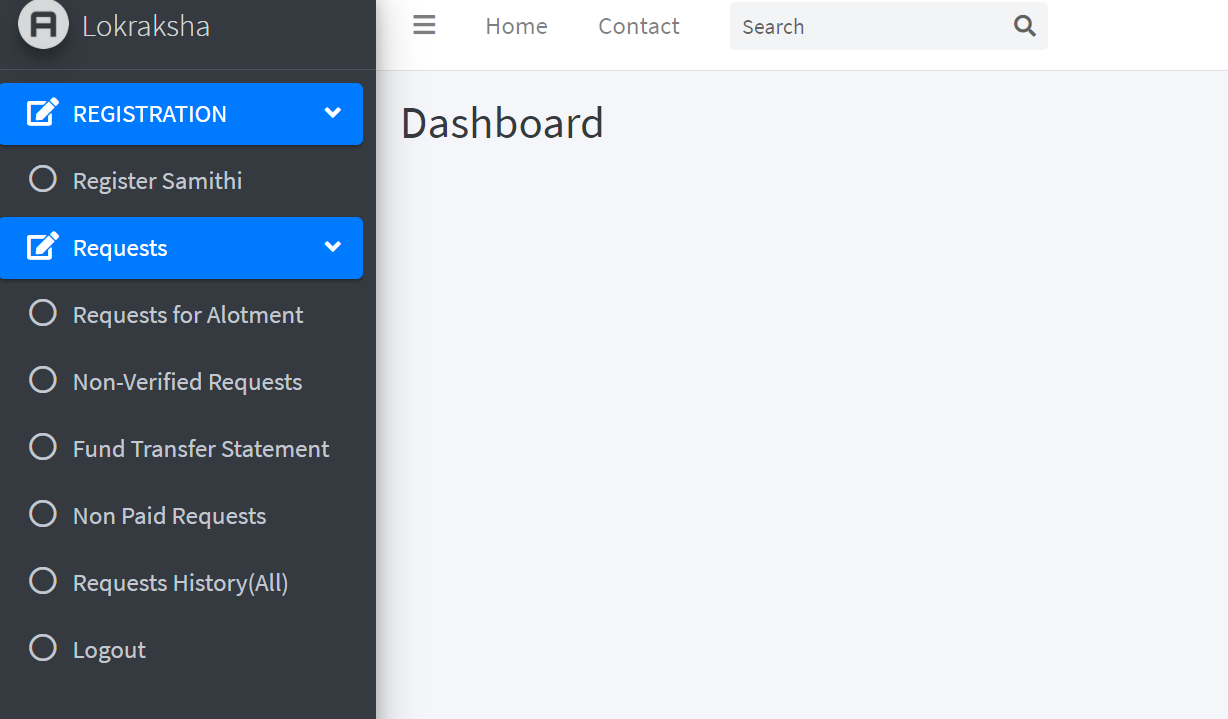 Lokraksha
REGISTRATION
Register Samithi
Requests
Requests for Alotment
Non-Verified Requests
Fund Transfer Statement
Non Paid Requests
Requests History(All)
Logout
Home Contact Search
Dashboard